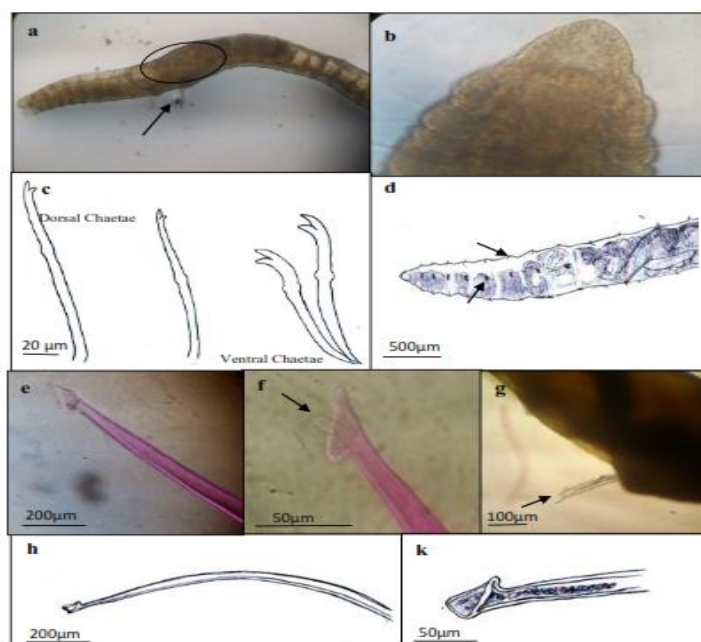 a
b
c
Dorsal Chaetae
20 µm
Ventral Chaetae
d
500µm
e
200µm
f
50µm
g
100µm
h
200µm
k
50µm